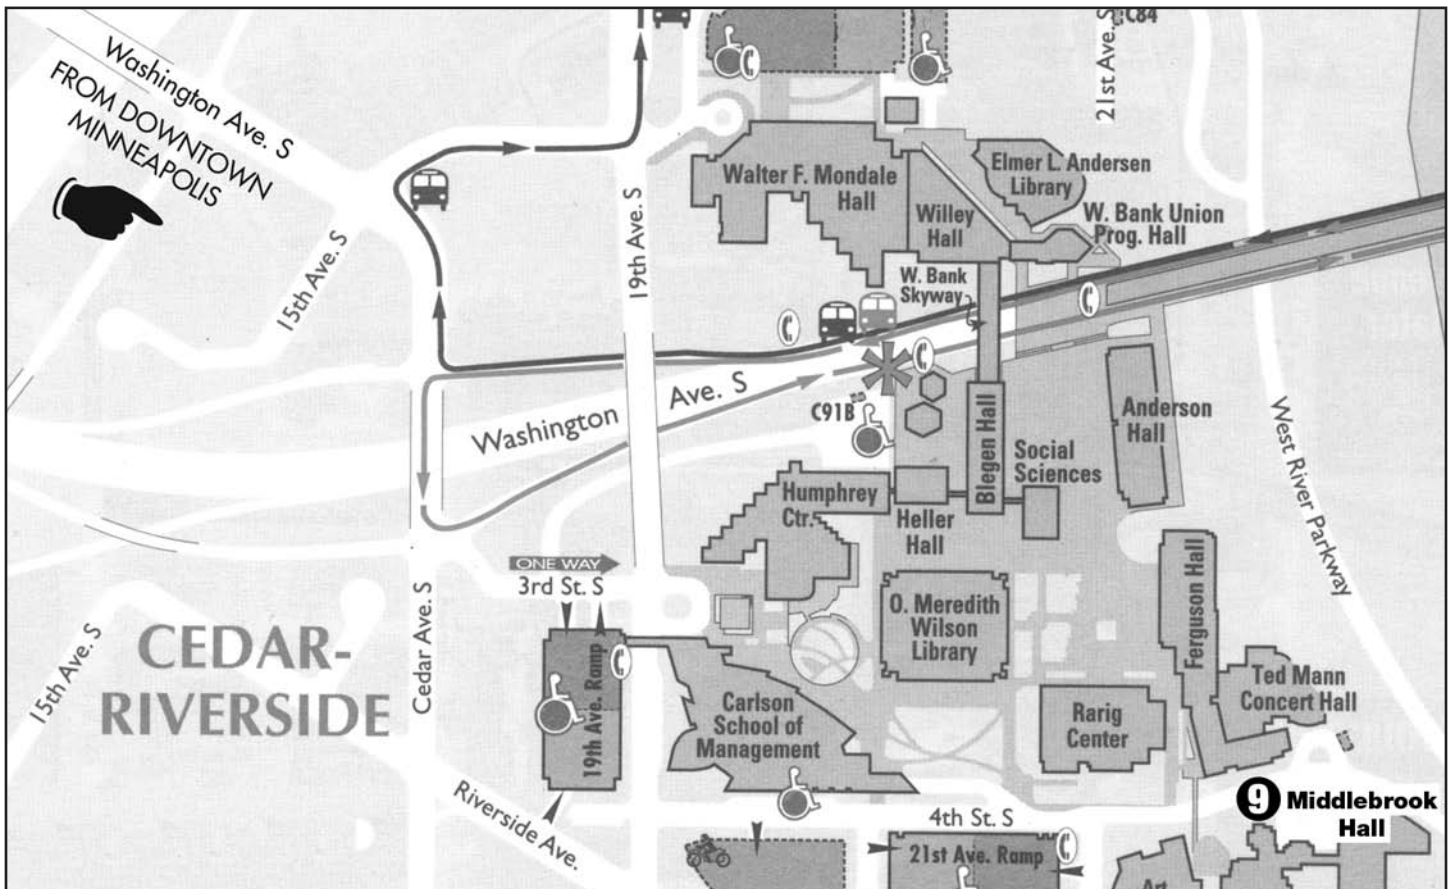 Washington Ave. S
FROM DOWNTOWN
MINNEAPOLIS
15th Ave. S
19th Ave. S
21st Ave. S
C84
Walter F. Mondale
Hall
Willey
Hall
Elmer L. Andersen
Library
W. Bank Union
Prog. Hall
W. Bank
Skyway
Washington
Ave. S
C91B
Blegen Hall
Social
Sciences
Anderson
Hall
West River Parkway
Humphrey
Ctr.
Heller
Hall
ONE WAY
3rd St. S
Cedar Ave. S
CEDAR-
RIVERSIDE
15th Ave. S
19th Ave. Ramp
O. Meredith
Wilson
Library
Ferguson Hall
Ted Mann
Concert Hall
Carlson
School of
Management
Rarig
Center
Riverside Ave.
4th St. S
21st Ave. Ramp
9 Middlebrook
Hall
Art